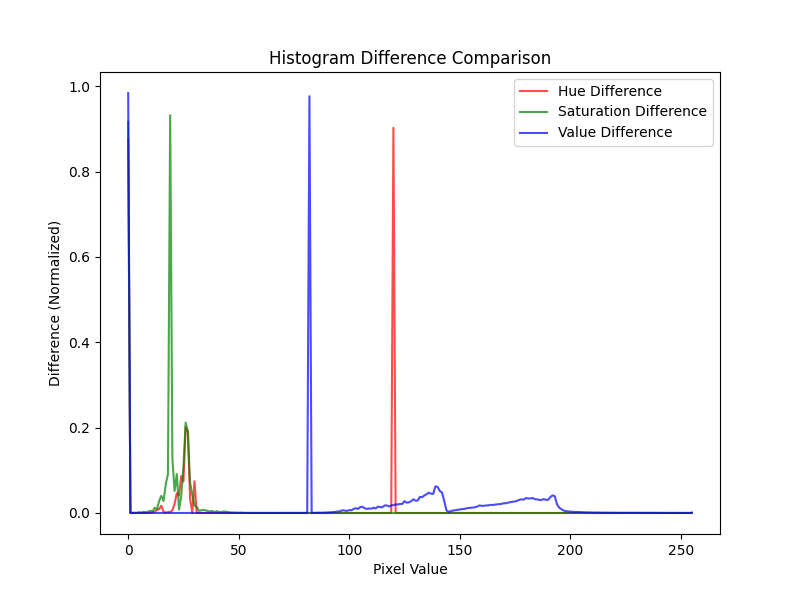 Histogram Difference Comparison
Hue Difference
Saturation Difference
Value Difference
Difference (Normalized)
1.0
0.8
0.6
0.4
0.2
0.0
0 50 100 150 200 250
Pixel Value